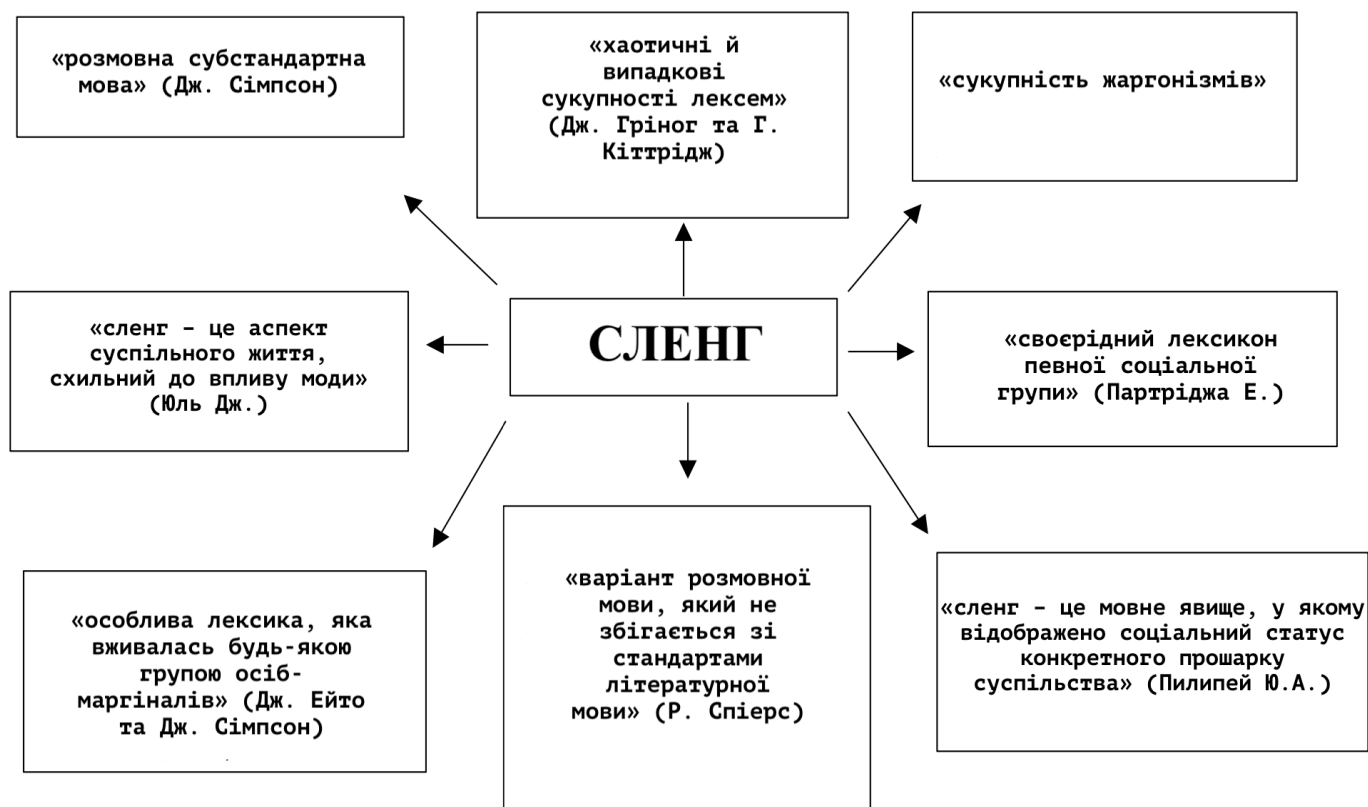 «розмовна субстандартна
мова» (Дж. Сімпсон)
«хаотичні й
випадкові
сукупності лексем»
(Дж. Гріног та Г.
Кіттрідж)
«сукупність жаргонізмів»
«сленг – це аспект
суспільного життя,
схильний до впливу моди»
(Юль Дж.)
СЛЕНГ
«своєрідний лексикон
певної соціальної
групи» (Партріджа Е.)
«особлива лексика, яка
вживалась будь-якою
групою осіб-
маргіналів» (Дж. Ейто
та Дж. Сімпсон)
«варіант розмовної
мови, який не
збігається зі
стандартами
літературної
мови» (Р. Спіерс)
«сленг – це мовне явище, у якому
відображено соціальний статус
конкретного прошарку
суспільства» (Пилипей Ю.А.)